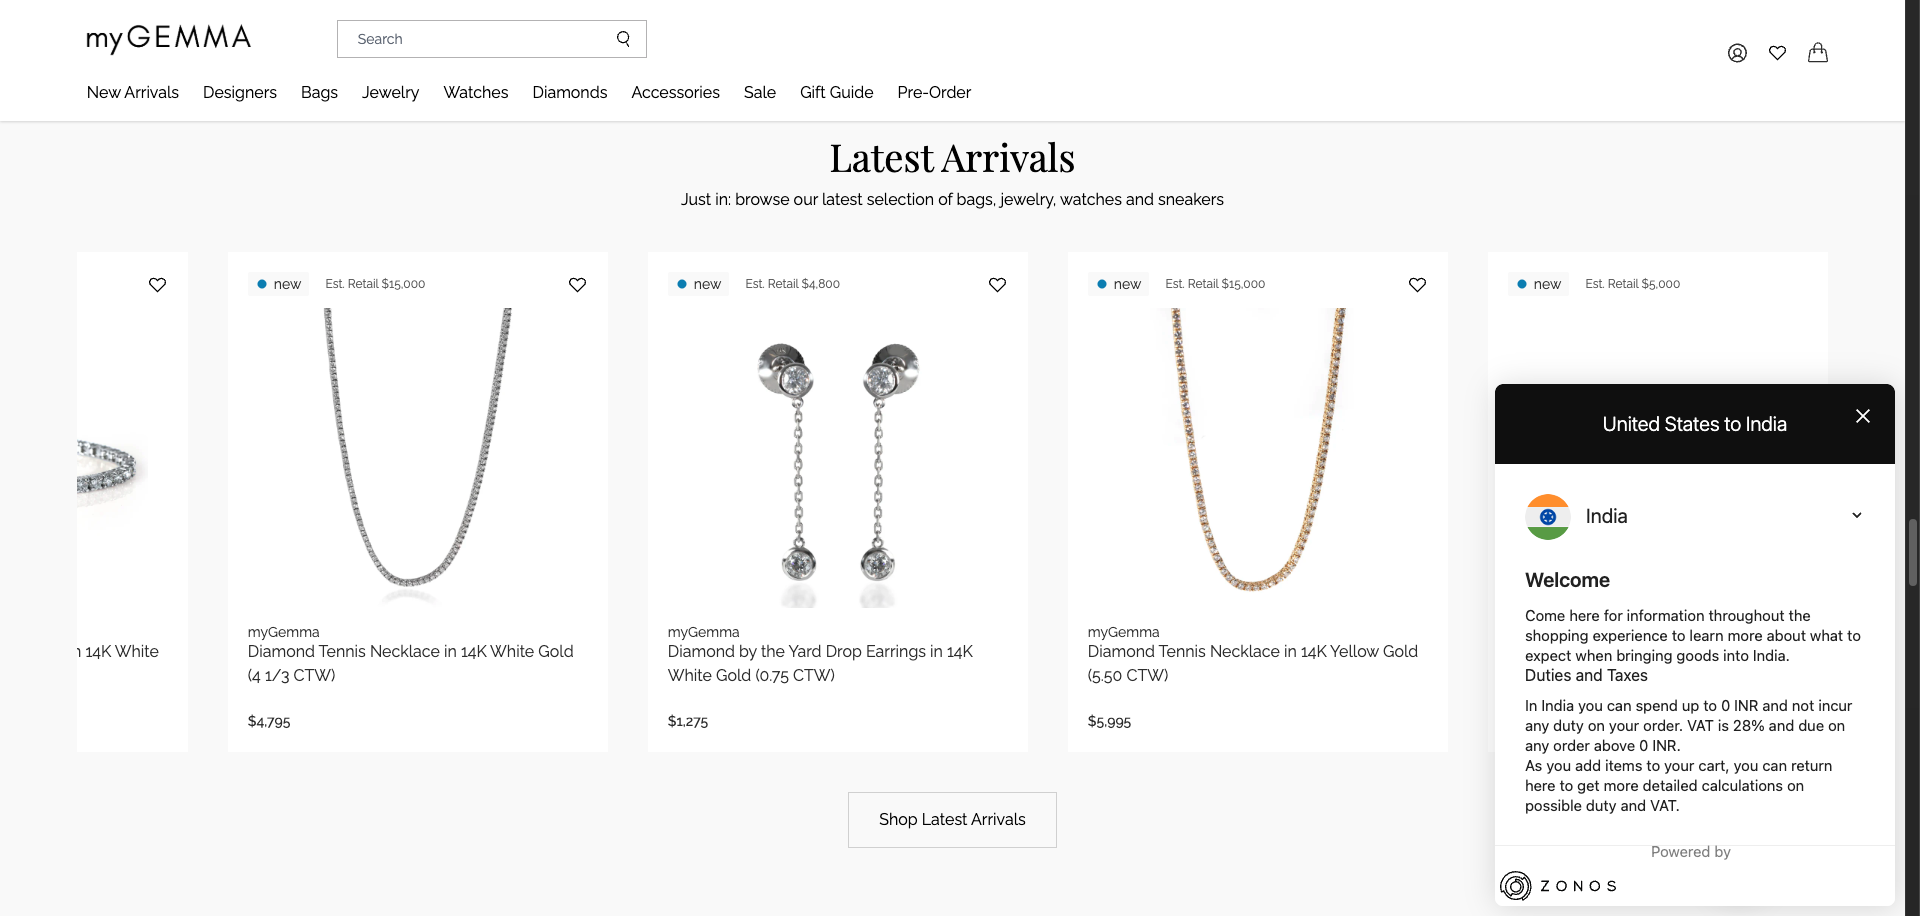 myGEMMA
Search
New Arrivals Designers Bags Jewelry Watches Diamonds Accessories Sale Gift Guide Pre-Order
Latest Arrivals
Just in: browse our latest selection of bags, jewelry, watches and sneakers
14K White
new Est. Retail $15,000
myGemma
Diamond Tennis Necklace in 14K White Gold
(4 1/3 CTW)
$4,795
new Est. Retail $4,800
myGemma
Diamond by the Yard Drop Earrings in 14K
White Gold (0.75 CTW)
$1,275
new Est. Retail $15,000
myGemma
Diamond Tennis Necklace in 14K Yellow Gold
(5.50 CTW)
$5,995
new Est. Retail $5,000
Shop Latest Arrivals
United States to India
India
Welcome
Come here for information throughout the
shopping experience to learn more about what to
expect when bringing goods into India.
Duties and Taxes
In India you can spend up to 0 INR and not incur
any duty on your order. VAT is 28% and due on
any order above 0 INR.
As you add items to your cart, you can return
here to get more detailed calculations on
possible duty and VAT.
Powered by
ZONOS